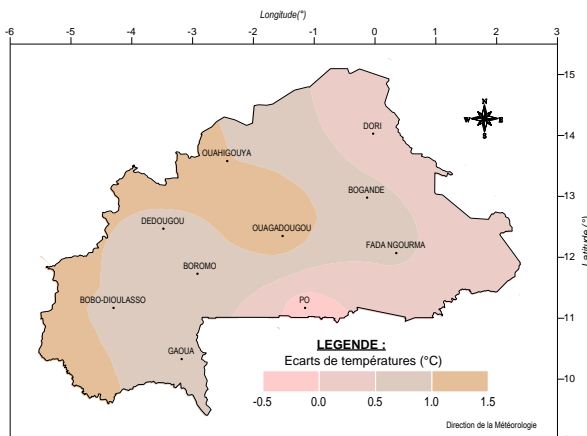 Longitude(°)
-6 -5 -4 -3 -2 -1 0 1 2 3
15
N
W E
S
DORI
14
OUAHIGOUYA
BOGANDE
13
DEDOUGOU
OUAGADOUGOU
FADA NGOURMA
Latitude(°)
12
BOROMO
BOBO-DIOULASSO
PO
11
LEGENDE :
GAOUA
Ecarts de températures (°C)
10
-0.5 0.0 0.5 1.0 1.5
Direction de la Météorologie